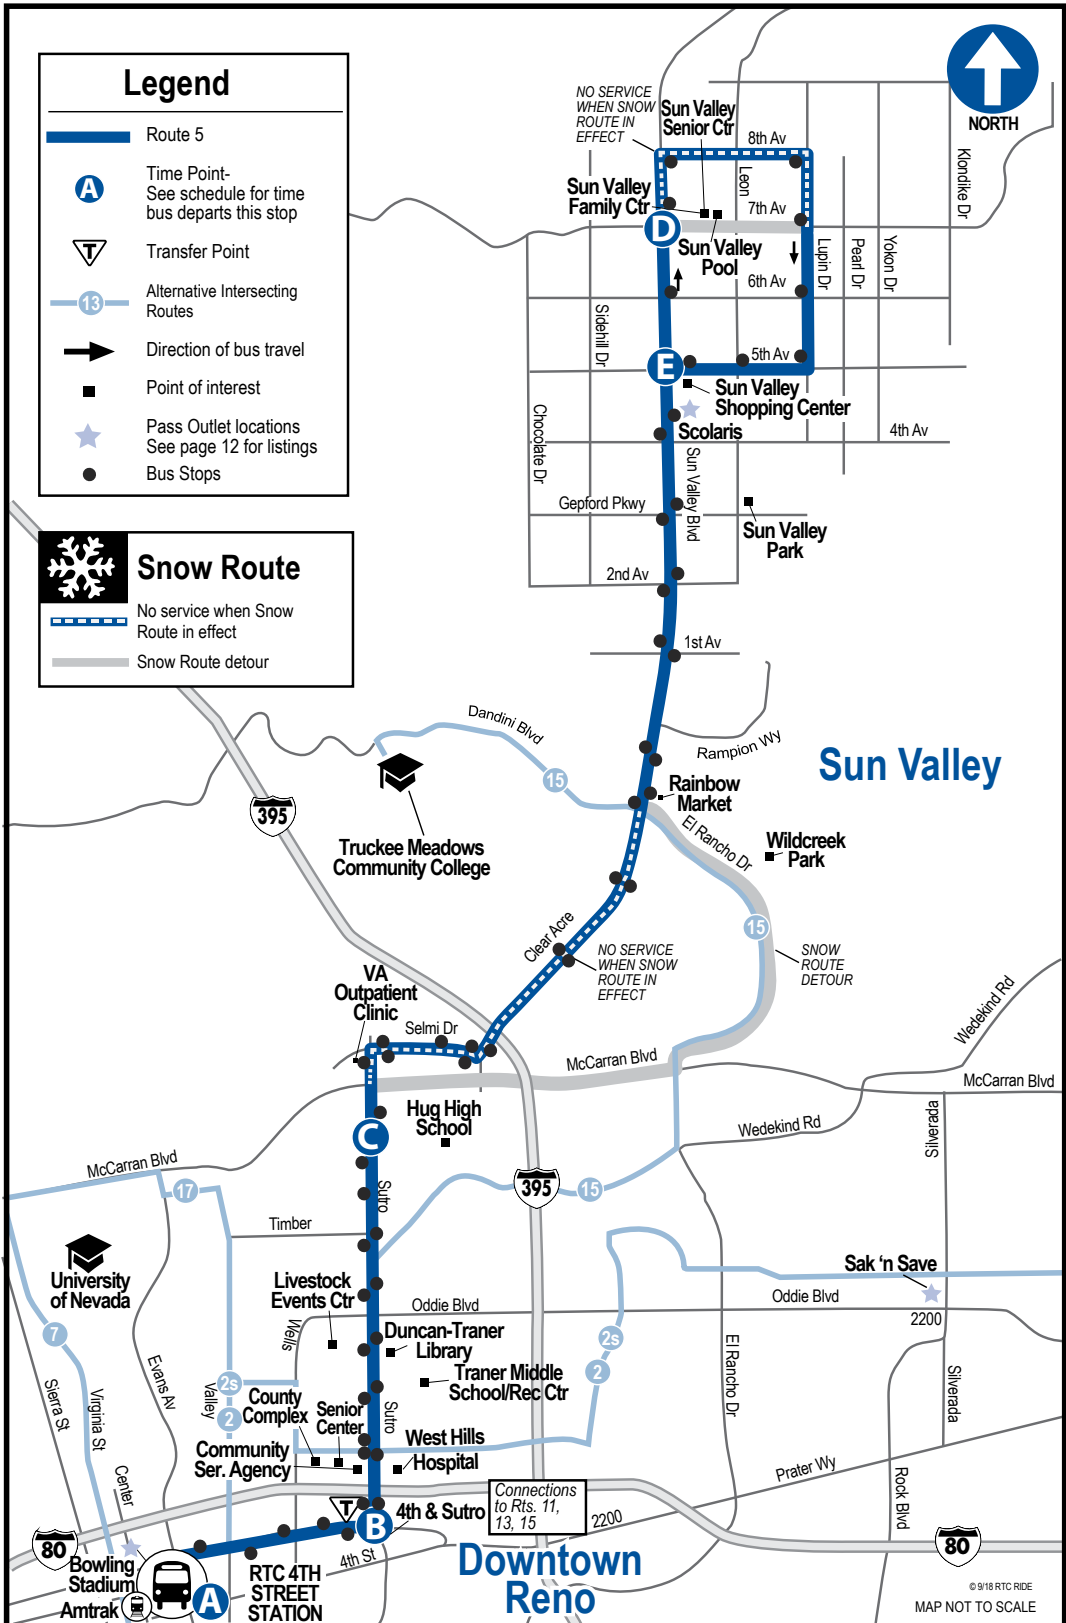 Legend
Route 5
A
Time Point-
See schedule for time
bus departs this stop
T
Transfer Point
13
Alternative Intersecting
Routes
Direction of bus travel
Point of interest
Pass Outlet locations
See page 12 for listings
Bus Stops
Snow Route
No service when Snow
Route in effect
Snow Route detour
NORTH
NO SERVICE
WHEN SNOW
ROUTE IN
EFFECT
Sun Valley
Senior Ctr
8th Av
Leon
Klondike Dr
Sun Valley
Family Ctr
7th Av
D
Sun Valley
Pool
Lupin Dr
Pearl Dr
Yokon Dr
6th Av
Sidehill Dr
5th Av
E
Sun Valley
Shopping Center
Scolaris
4th Av
Chocolate Dr
Sun Valley Blvd
Gepford Pkwy
Sun Valley
Park
2nd Av
1st Av
Dandini Blvd
Rampion Wy
Sun Valley
15
Rainbow
Market
395
El Rancho Dr
Wildcreek
Park
Truckee Meadows
Community College
15
Clear Acre
NO SERVICE
WHEN SNOW
ROUTE IN
EFFECT
SNOW
ROUTE
DETOUR
VA
Outpatient
Clinic
Selmi Dr
Wedekind Rd
McCarran Blvd
McCarran Blvd
Hug High
School
Silverada
Wedekind Rd
C
McCarran Blvd
17
395
15
Sutro
Timber
University
of Nevada
Sak 'n Save
Livestock
Events Ctr
Oddie Blvd
Oddie Blvd
2200
7
Wells
Duncan-Traner
Library
2s
2
El Rancho Dr
Evans Av
Traner Middle
School/Rec Ctr
Silverada
Sierra St
Virginia St
Valley
2s
2
County
Complex
Senior
Center
Sutro
West Hills
Hospital
Community
Ser. Agency
Center
Prater Wy
Rock Blvd
T
4th & Sutro
Connections
to Rts. 11,
13, 15
2200
B
80
80
4th St
Bowling
Stadium
Amtrak
A
RTC 4TH
STREET
STATION
Downtown
Reno
© 9/18 RTC RIDE
MAP NOT TO SCALE